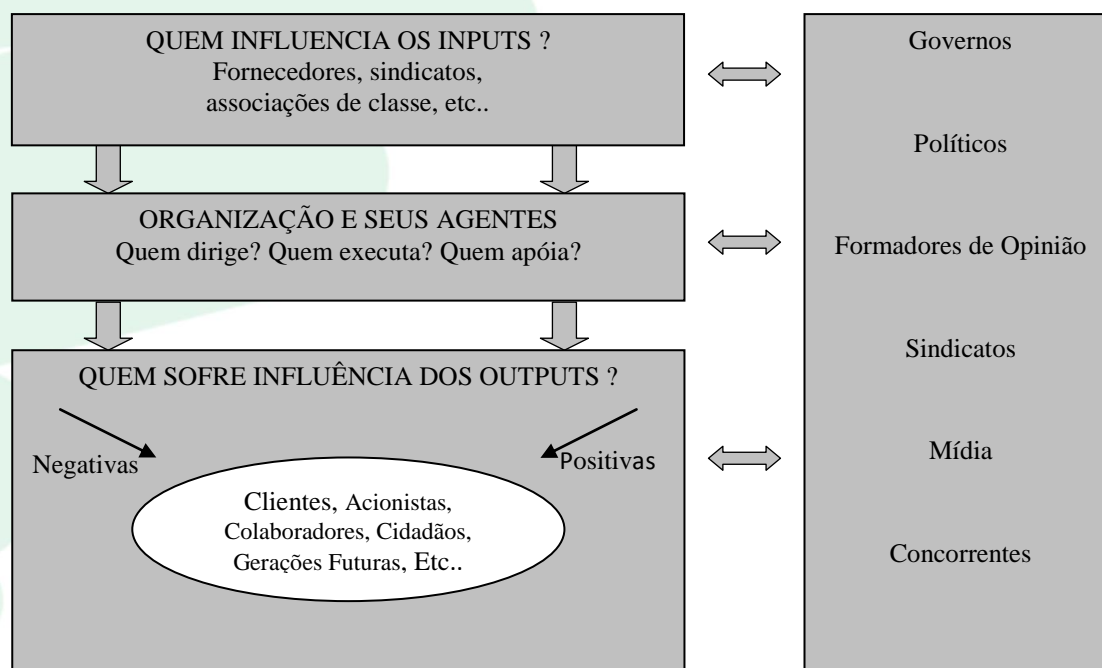 QUEM INFLUENCIA OS INPUTS ?
Fornecedores, sindicatos,
associações de classe, etc..
ORGANIZAÇÃO E SEUS AGENTES
Quem dirige? Quem executa? Quem apóia?
QUEM SOFRE INFLUÊNCIA DOS OUTPUTS ?
Negativas
Positivas
Clientes, Acionistas,
Colaboradores, Cidadãos,
Gerações Futuras, Etc..
Governos
Políticos
Formadores de Opinião
Sindicatos
Mídia
Concorrentes